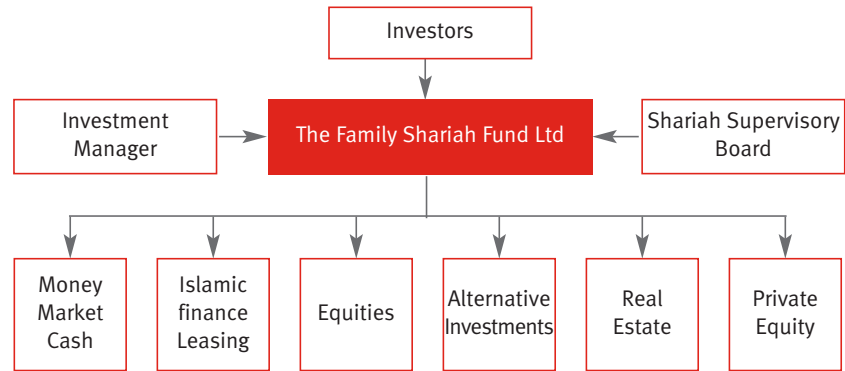 Investors
Investment
Manager
The Family Shariah Fund Ltd
Shariah Supervisory
Board
Money
Market
Cash
Islamic
finance
Leasing
Equities
Alternative
Investments
Real
Estate
Private
Equity